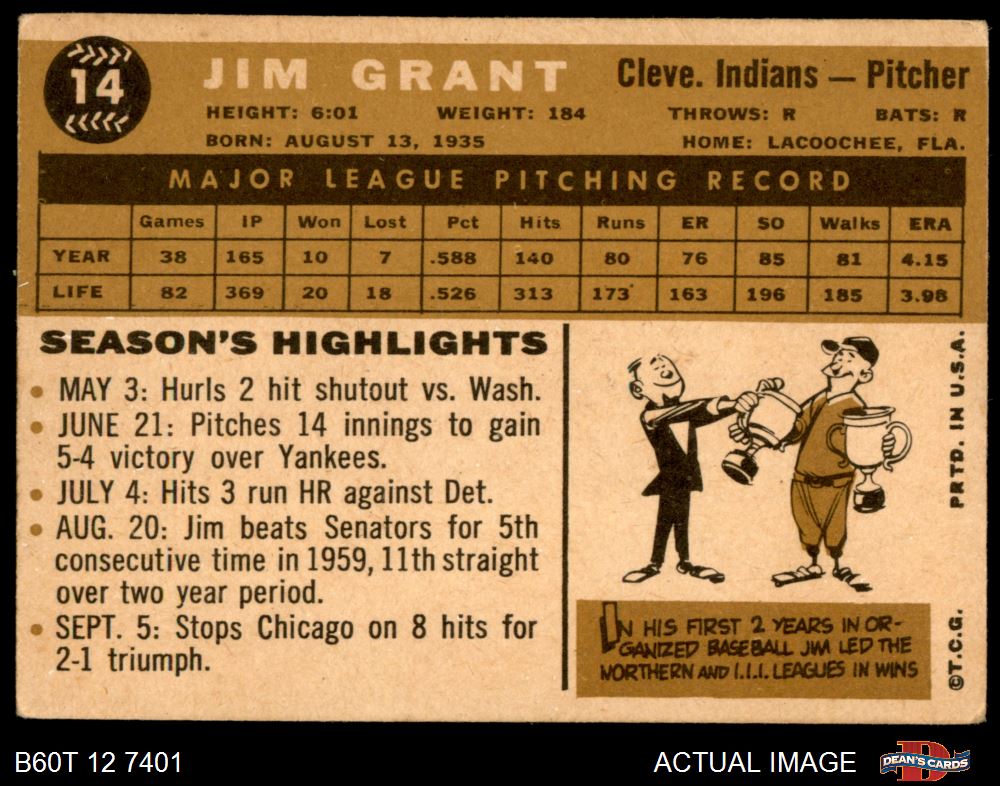 14
JIM GRANT
Cleve. Indians — Pitcher
HEIGHT: 6:01 WEIGHT: 184 THROWS: R BATS: R
BORN: AUGUST 13, 1935 HOME: LACOOCHEE, FLA.
MAJOR LEAGUE PITCHING RECORD
Games IP Won Lost Pct Hits Runs ER SO Walks ERA
YEAR 38 165 10 7 .588 140 80 76 85 81 4.15
LIFE 82 369 20 18 .526 313 173 163 196 185 3.98
SEASON'S HIGHLIGHTS
• MAY 3: Hurls 2 hit shutout vs. Wash.
• JUNE 21: Pitches 14 innings to gain
5-4 victory over Yankees.
• JULY 4: Hits 3 run HR against Det.
• AUG. 20: Jim beats Senators for 5th
consecutive time in 1959, 11th straight
over two year period.
• SEPT. 5: Stops Chicago on 8 hits for
2-1 triumph.
IN HIS FIRST 2 YEARS IN OR-
GANIZED BASEBALL JIM LED THE
NORTHERN AND I.I.I. LEAGUES IN WINS
©T.C.G. PRTD. IN U.S.A.
B60T 12 7401
ACTUAL IMAGE
D
DEAN'S CARDS